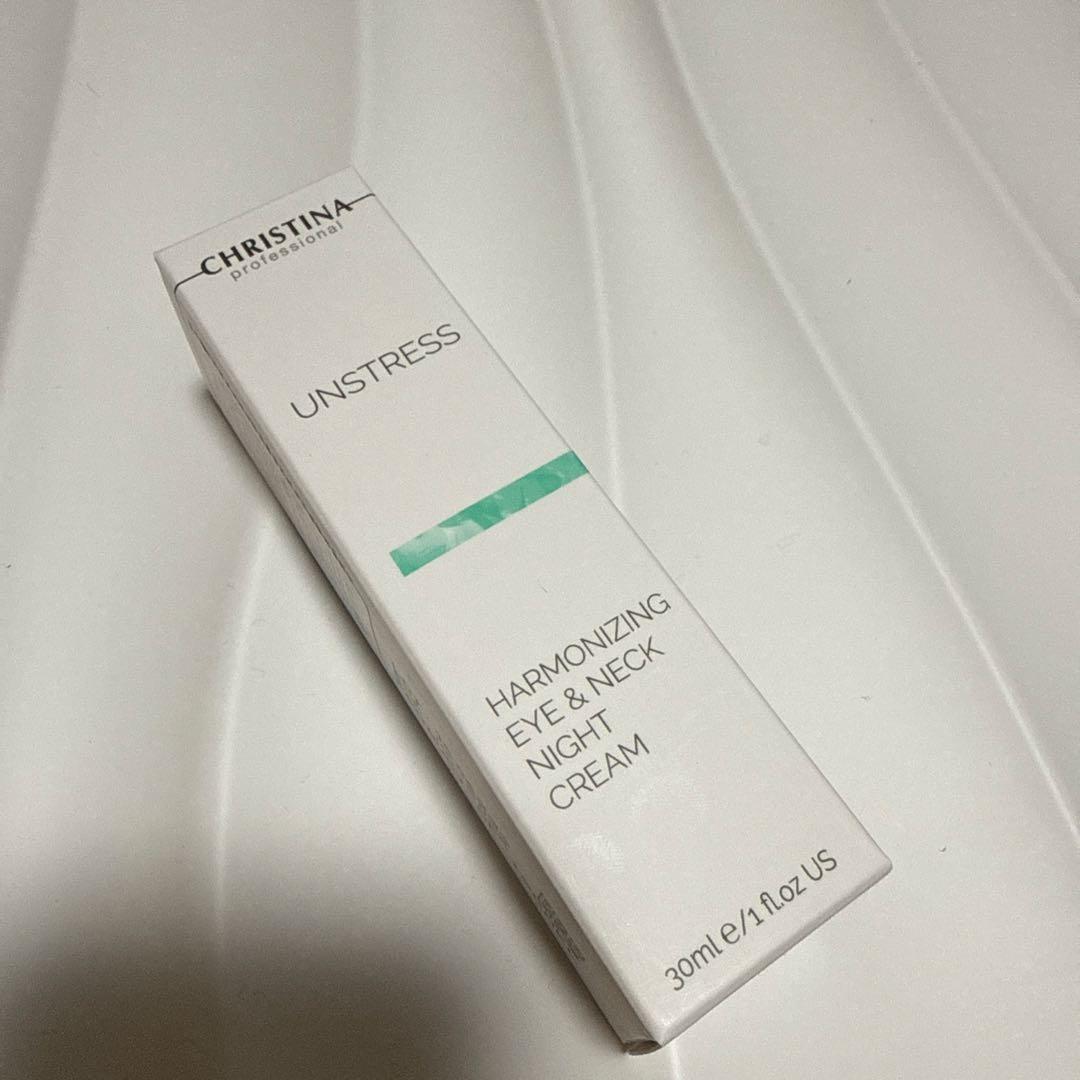 CHRISTINA
professional
UNSTRESS
HARMONIZING
EYE & NECK
NIGHT
CREAM
30ml e/1 fl.oz US